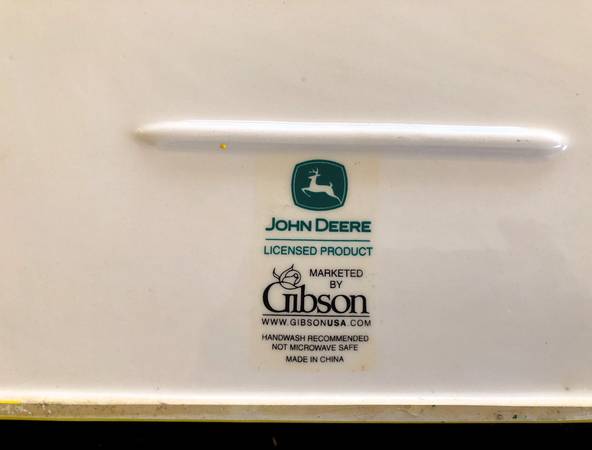 JOHN DEERE
LICENSED PRODUCT
MARKETED
BY
Gibson
WWW.GIBSONUSA.COM
HANDWASH RECOMMENDED
NOT MICROWAVE SAFE
MADE IN CHINA